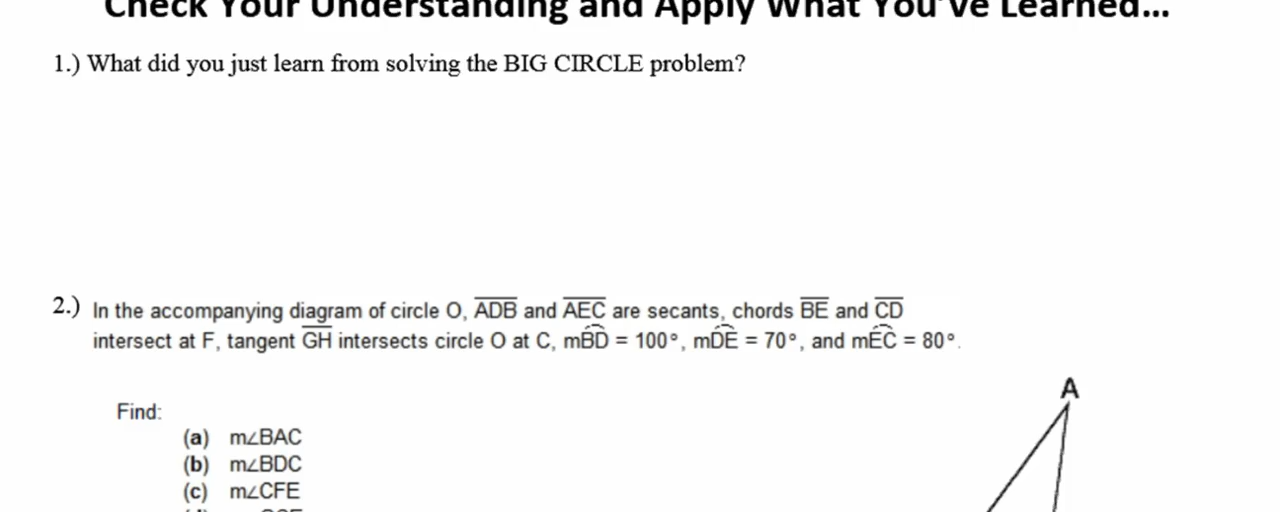 Check Your Understanding and Apply What You've Learned...
1.) What did you just learn from solving the BIG CIRCLE problem?
2.) In the accompanying diagram of circle O, ADB and AEC are secants, chords BE and CD
intersect at F, tangent GH intersects circle O at C, mBD = 100°, mDE = 70°, and mEC = 80°.
Find:
(a) m∠BAC
(b) m∠BDC
(c) m∠CFE
A